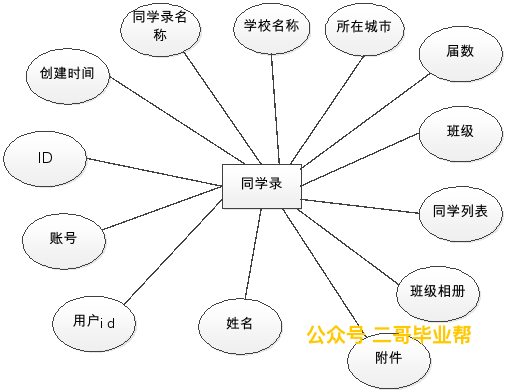 同学录名
称
学校名称
所在城市
届数
创建时间
班级
ID
同学录
同学列表
账号
班级相册
用户id
姓名
公众号 二哥毕业帮
附件